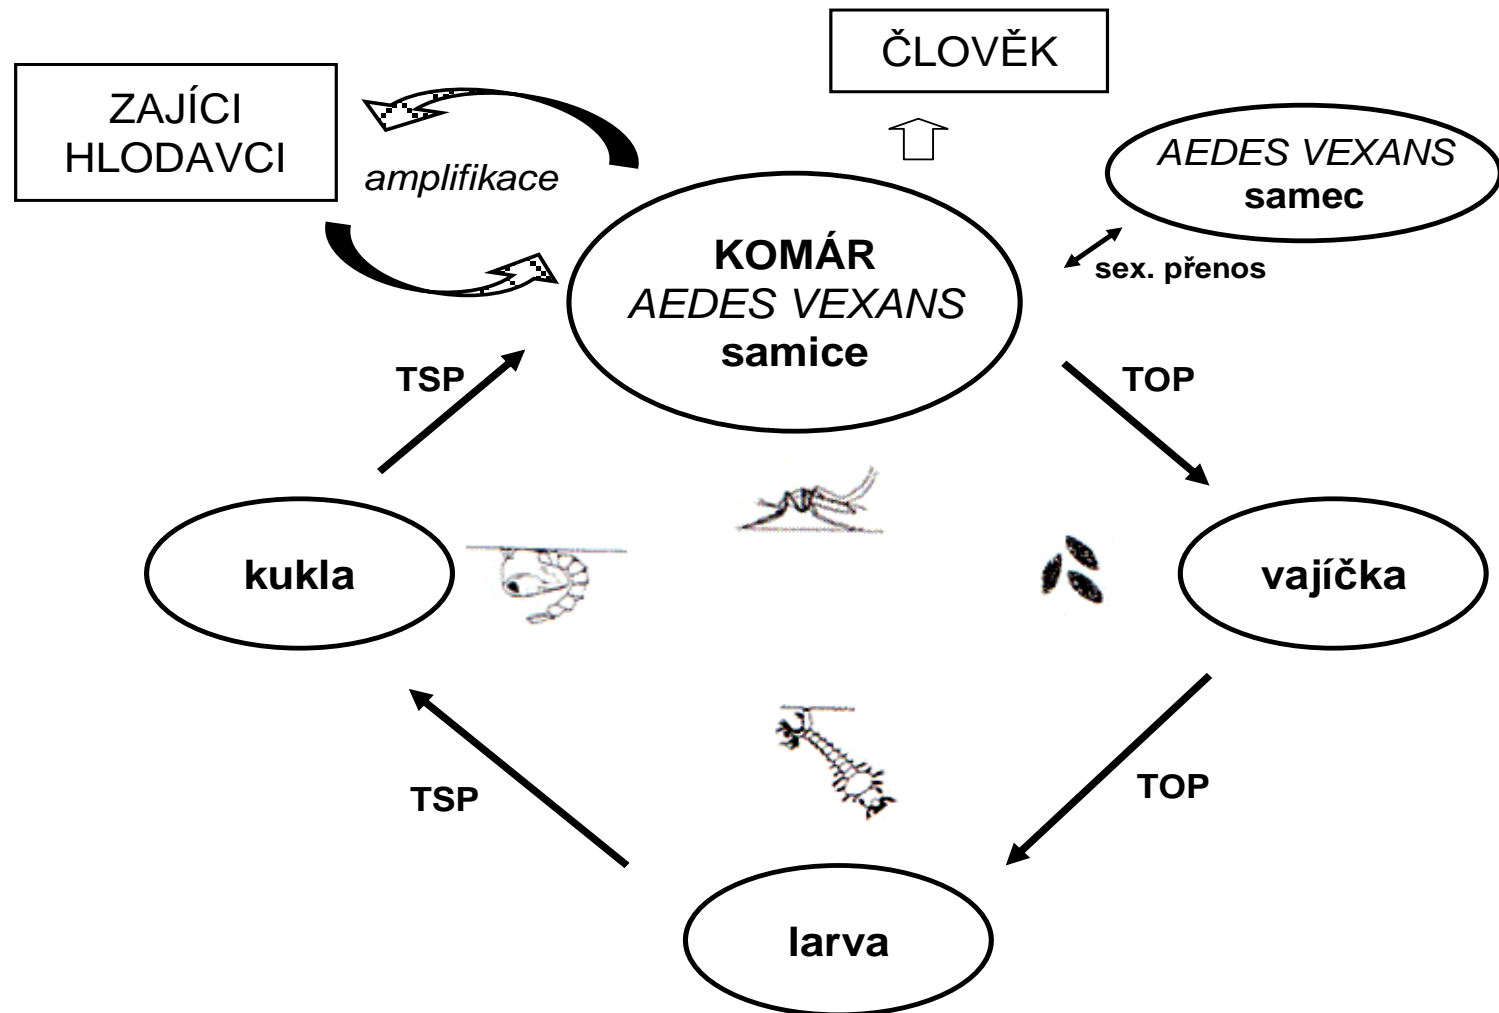 ČLOVĚK
ZAJÍCI
HLODAVCI
amplifikace
AEDES VEXANS
samec
sex. přenos
KOMÁR
AEDES VEXANS
samice
TSP
TOP
kukla
vajíčka
TSP
TOP
larva